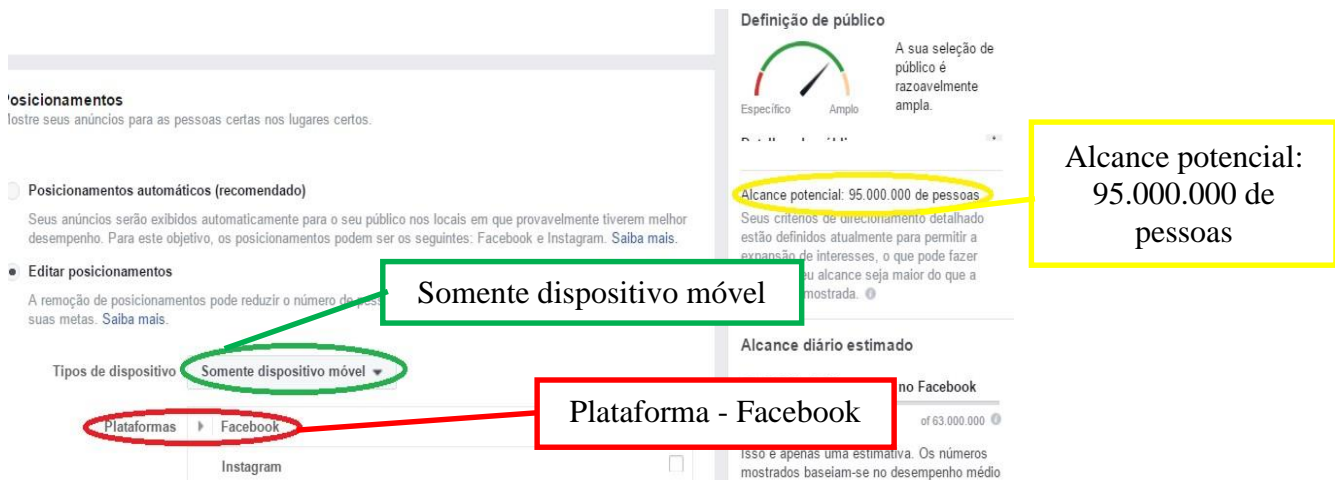 Definição de público
A sua seleção de
público é
razoavelmente
ampla.
Específico Amplo
Posicionamentos
Mostre seus anúncios para as pessoas certas nos lugares certos.
Posicionamentos automáticos (recomendado)
Seus anúncios serão exibidos automaticamente para o seu público nos locais em que provavelmente tiverem melhor
desempenho. Para este objetivo, os posicionamentos podem ser os seguintes: Facebook e Instagram. Saiba mais.
Editar posicionamentos
A remoção de posicionamentos pode reduzir o número de
suas metas. Saiba mais.
Somente dispositivo móvel
Tipos de dispositivo Somente dispositivo móvel
Plataformas Facebook
Plataforma - Facebook
Instagram
Alcance potencial: 95.000.000 de pessoas
Seus critérios de direcionamento detalhado
estão definidos atualmente para permitir a
expansão de interesses, o que pode fazer
alcance seja maior do que a
mostrada.
Alcance potencial:
95.000.000 de
pessoas
Alcance diário estimado
no Facebook
of 63.000.000
Isso é apenas uma estimativa. Os números
mostrados baseiam-se no desempenho médio